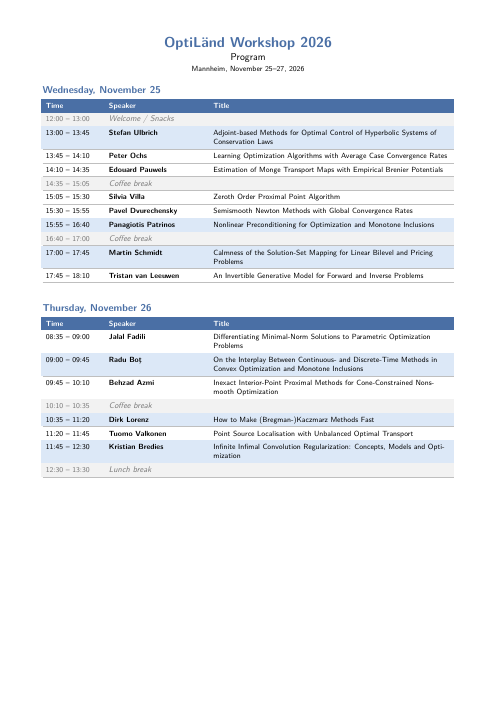 OptiLänd Workshop 2026
Program
Mannheim, November 25–27, 2026
Wednesday, November 25
Time Speaker Title
12:00 – 13:00 Welcome / Snacks
13:00 – 13:45 Stefan Ulbrich Adjoint-based Methods for Optimal Control of Hyperbolic Systems of
Conservation Laws
13:45 – 14:10 Peter Ochs Learning Optimization Algorithms with Average Case Convergence Rates
14:10 – 14:35 Edouard Pauwels Estimation of Monge Transport Maps with Empirical Brenier Potentials
14:35 – 15:05 Coffee break
15:05 – 15:30 Silvia Villa Zeroth Order Proximal Point Algorithm
15:30 – 15:55 Pavel Dvurechensky Semismooth Newton Methods with Global Convergence Rates
15:55 – 16:40 Panagiotis Patrinos Nonlinear Preconditioning for Optimization and Monotone Inclusions
16:40 – 17:00 Coffee break
17:00 – 17:45 Martin Schmidt Calmness of the Solution-Set Mapping for Linear Bilevel and Pricing
Problems
17:45 – 18:10 Tristan van Leeuwen An Invertible Generative Model for Forward and Inverse Problems
Thursday, November 26
Time Speaker Title
08:35 – 09:00 Jalal Fadili Differentiating Minimal-Norm Solutions to Parametric Optimization
Problems
09:00 – 09:45 Radu Boț On the Interplay Between Continuous- and Discrete-Time Methods in
Convex Optimization and Monotone Inclusions
09:45 – 10:10 Behzad Azmi Inexact Interior-Point Proximal Methods for Cone-Constrained Nons-
mooth Optimization
10:10 – 10:35 Coffee break
10:35 – 11:20 Dirk Lorenz How to Make (Bregman-)Kaczmarz Methods Fast
11:20 – 11:45 Tuomo Valkonen Point Source Localisation with Unbalanced Optimal Transport
11:45 – 12:30 Kristian Bredies Infinite Infimal Convolution Regularization: Concepts, Models and Opti-
mization
12:30 – 13:30 Lunch break